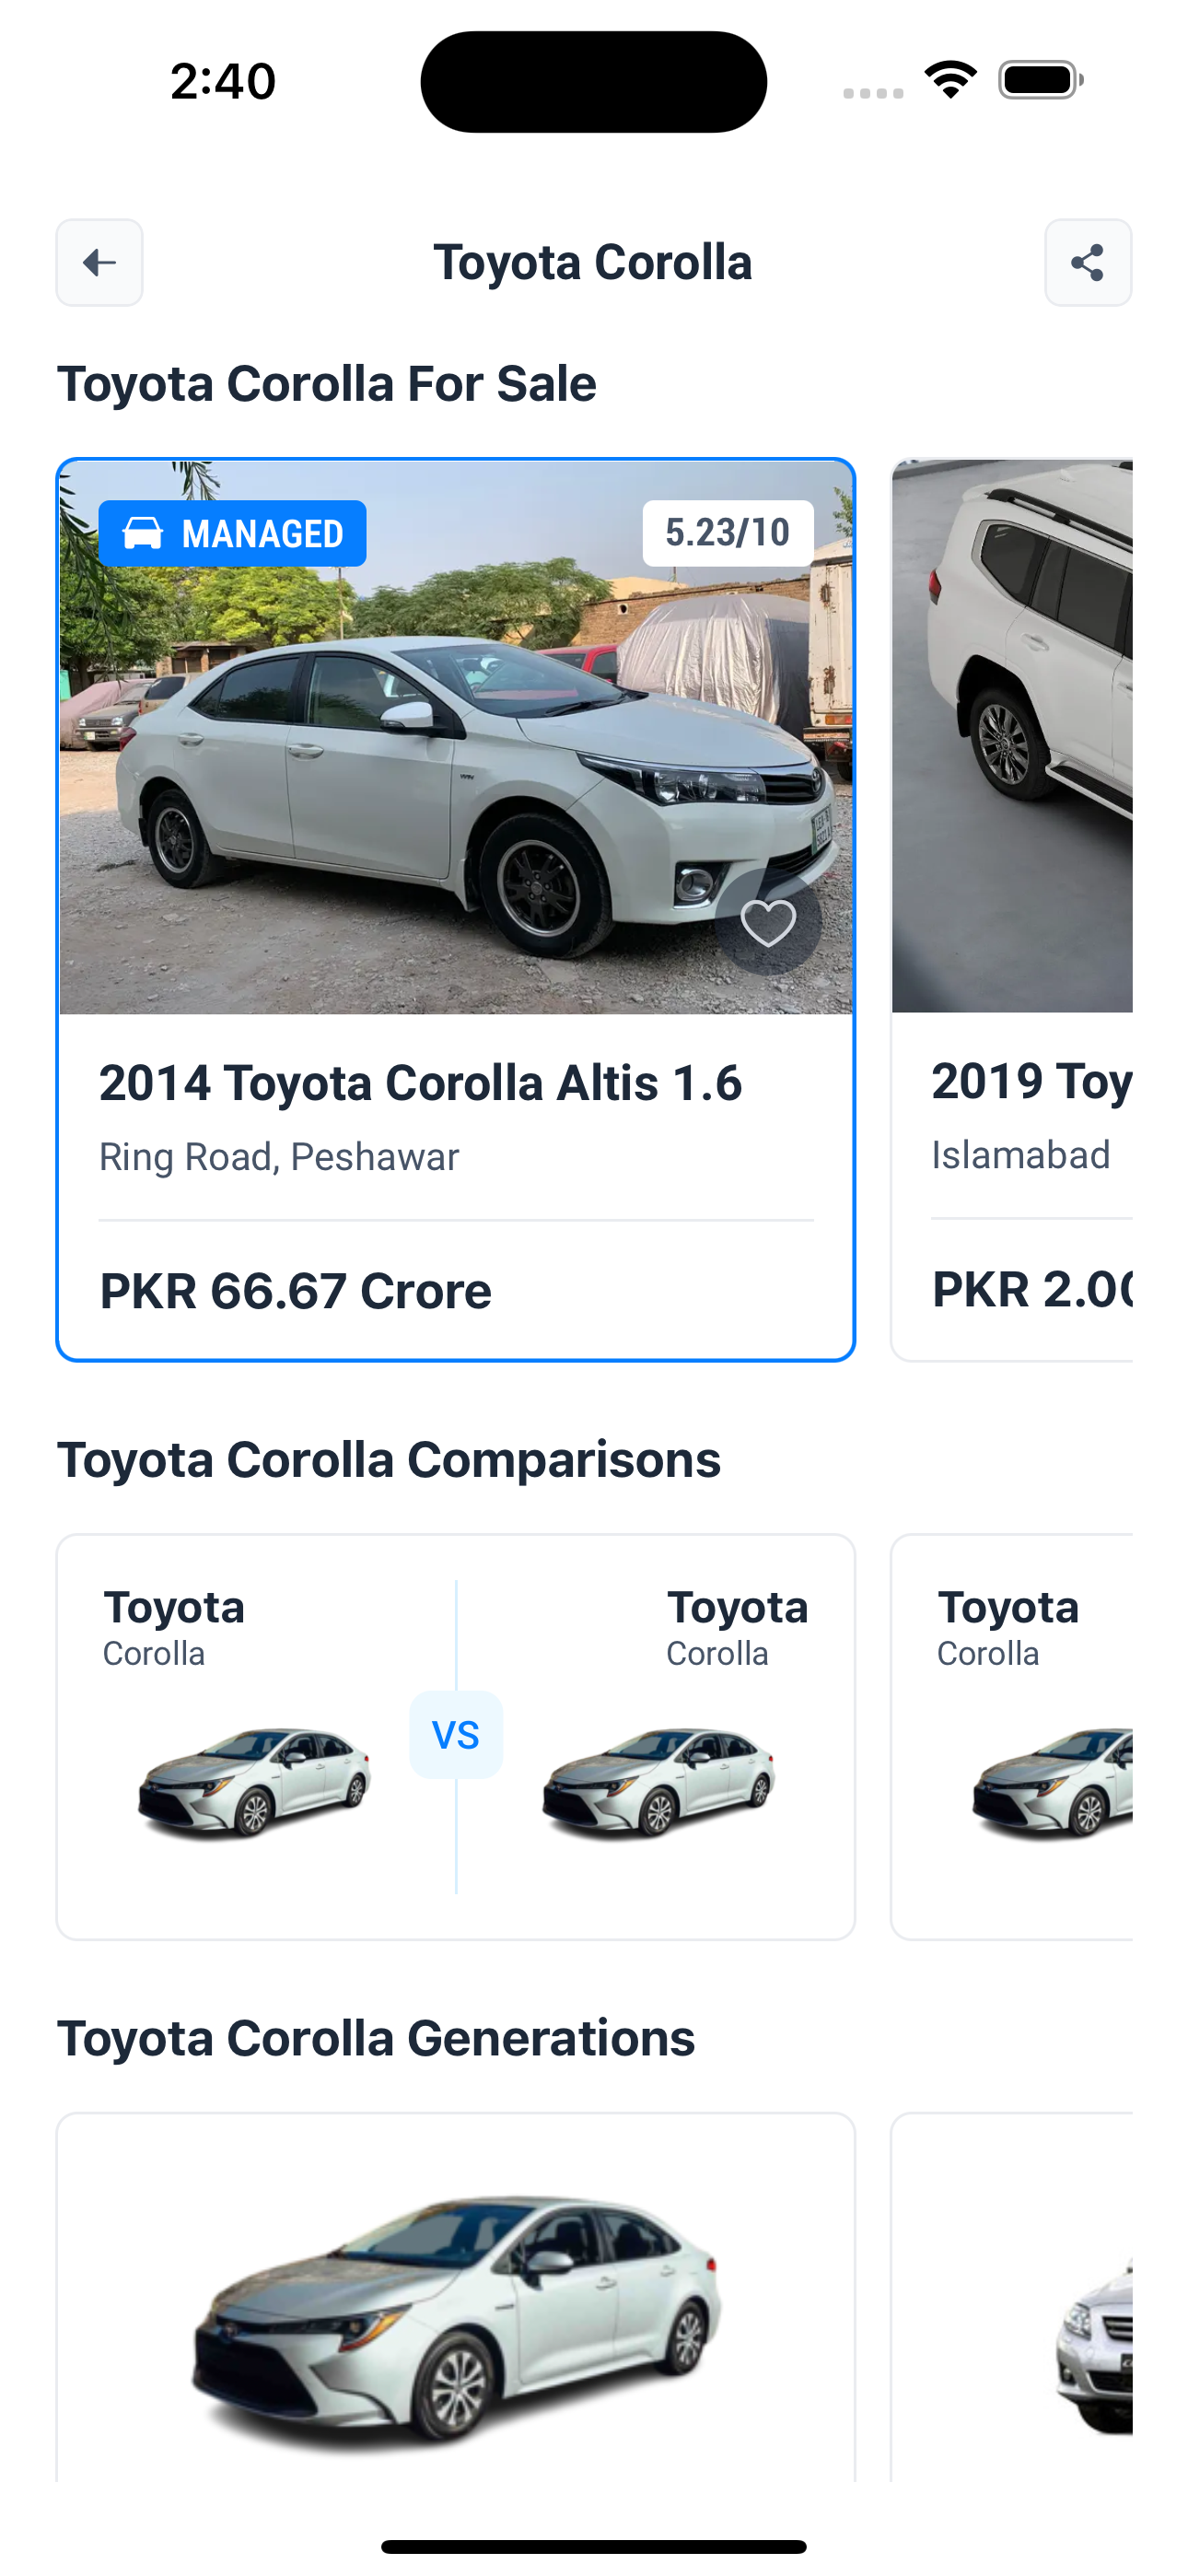 2:40
Toyota Corolla
Toyota Corolla For Sale
MANAGED
5.23/10
2014 Toyota Corolla Altis 1.6
Ring Road, Peshawar
PKR 66.67 Crore
2019 Toy
Islamabad
PKR 2.00
Toyota Corolla Comparisons
Toyota
Corolla
VS
Toyota
Corolla
Toyota
Corolla
Toyota Corolla Generations